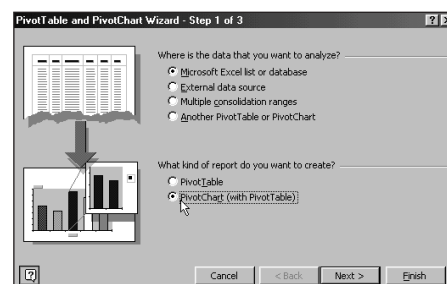 PivotTable and PivotChart Wizard - Step 1 of 3
Where is the data that you want to analyze?
Microsoft Excel list or database
External data source
Multiple consolidation ranges
Another PivotTable or PivotChart
What kind of report do you want to create?
PivotTable
PivotChart (with PivotTable)
Cancel
< Back
Next >
Finish